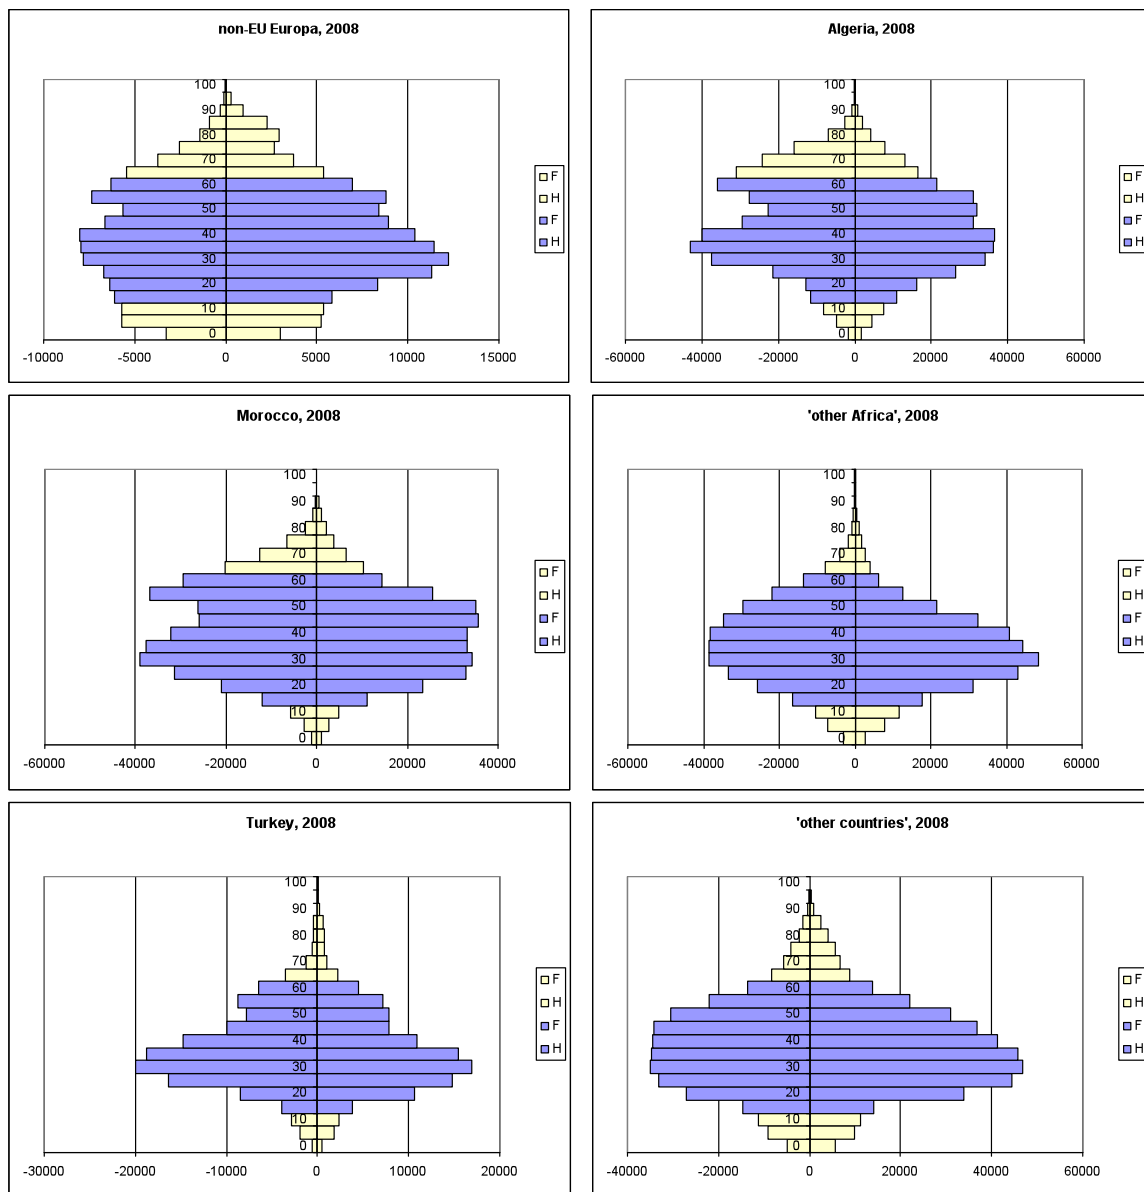 non-EU Europa, 2008
100
90
80
70
60
50
40
30
20
10
0
-10000 -5000 0 5000 10000 15000
F
H
F
H
Algeria, 2008
100
90
80
70
60
50
40
30
20
10
0
-60000 -40000 -20000 0 20000 40000 60000
F
H
F
H
Morocco, 2008
100
90
80
70
60
50
40
30
20
10
0
-60000 -40000 -20000 0 20000 40000
F
H
F
H
'other Africa', 2008
100
90
80
70
60
50
40
30
20
10
0
-60000 -40000 -20000 0 20000 40000 60000
F
H
F
H
Turkey, 2008
100
90
80
70
60
50
40
30
20
10
0
-30000 -20000 -10000 0 10000 20000
F
H
F
H
'other countries', 2008
100
90
80
70
60
50
40
30
20
10
0
-40000 -20000 0 20000 40000 60000
F
H
F
H